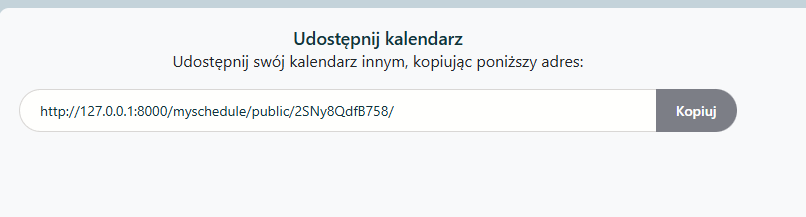 Udostępnij kalendarz
Udostępnij swój kalendarz innym, kopiując poniższy adres:
http://127.0.0.1:8000/myschedule/public/2SNy8QdfB758/
Kopiuj